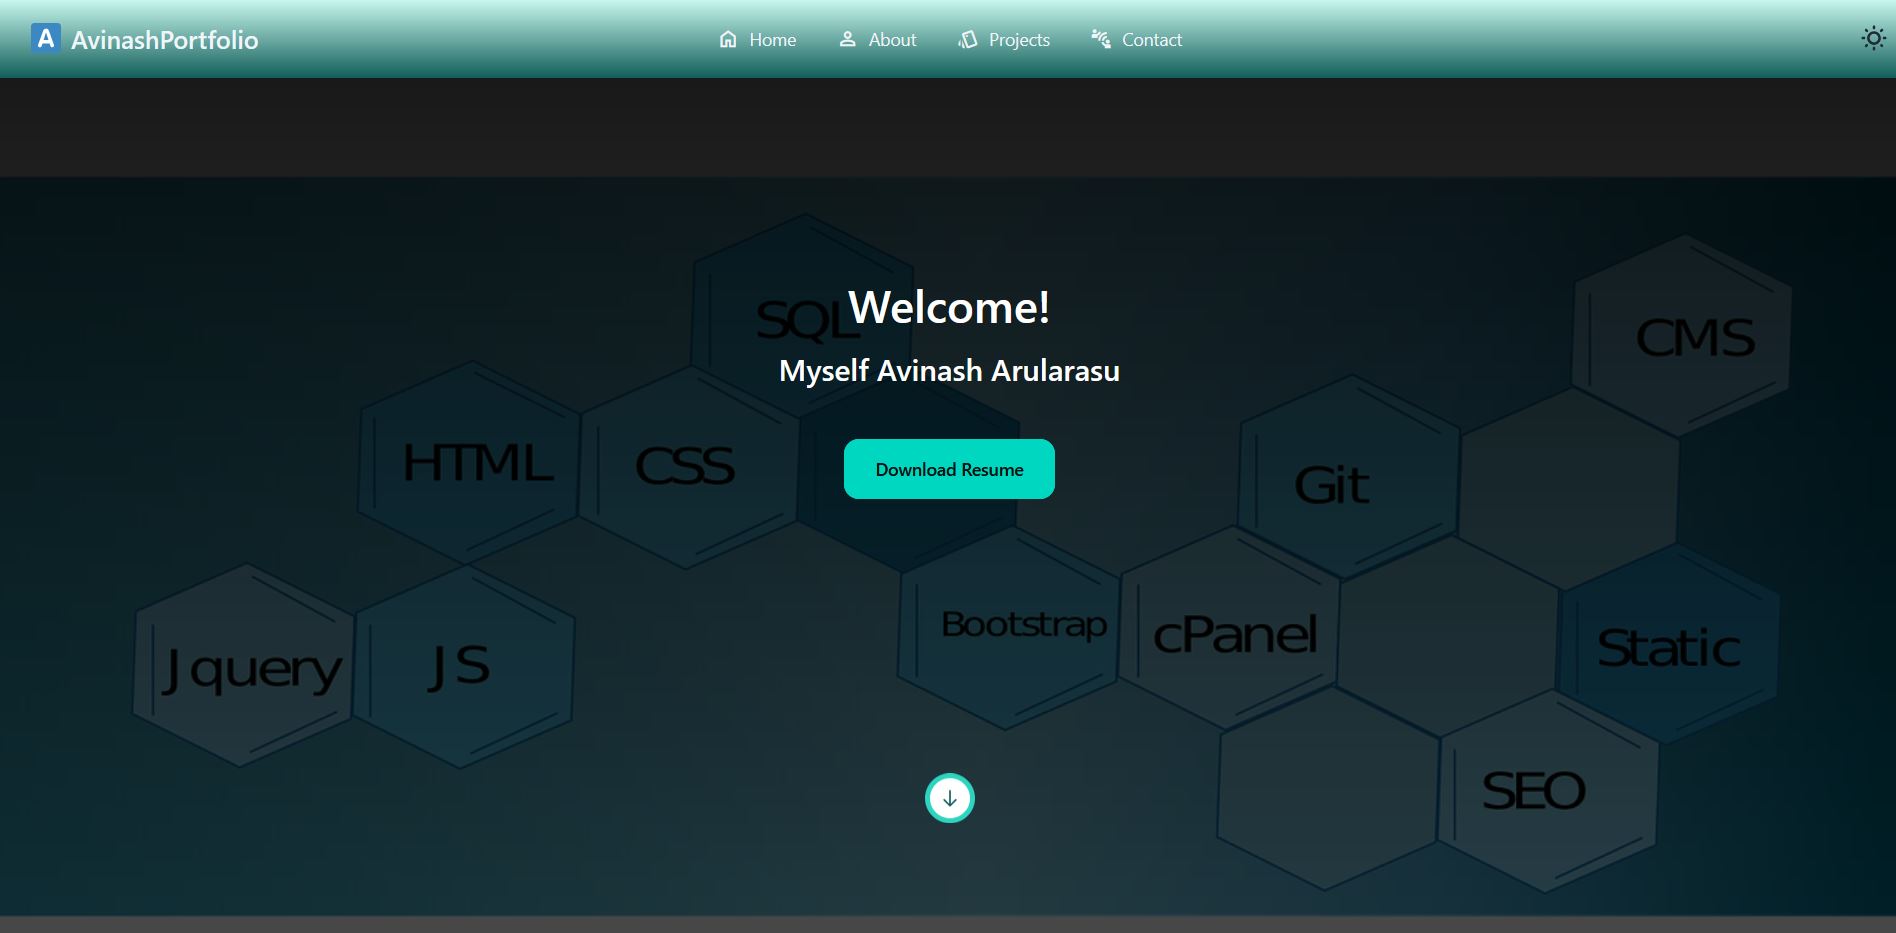 A AvinashPortfolio
Home About Projects Contact
SQL
Welcome!
CMS
Myself Avinash Arularasu
HTML
CSS
Download Resume
Git
Bootstrap
cPanel
Static
Jquery
JS
SEO